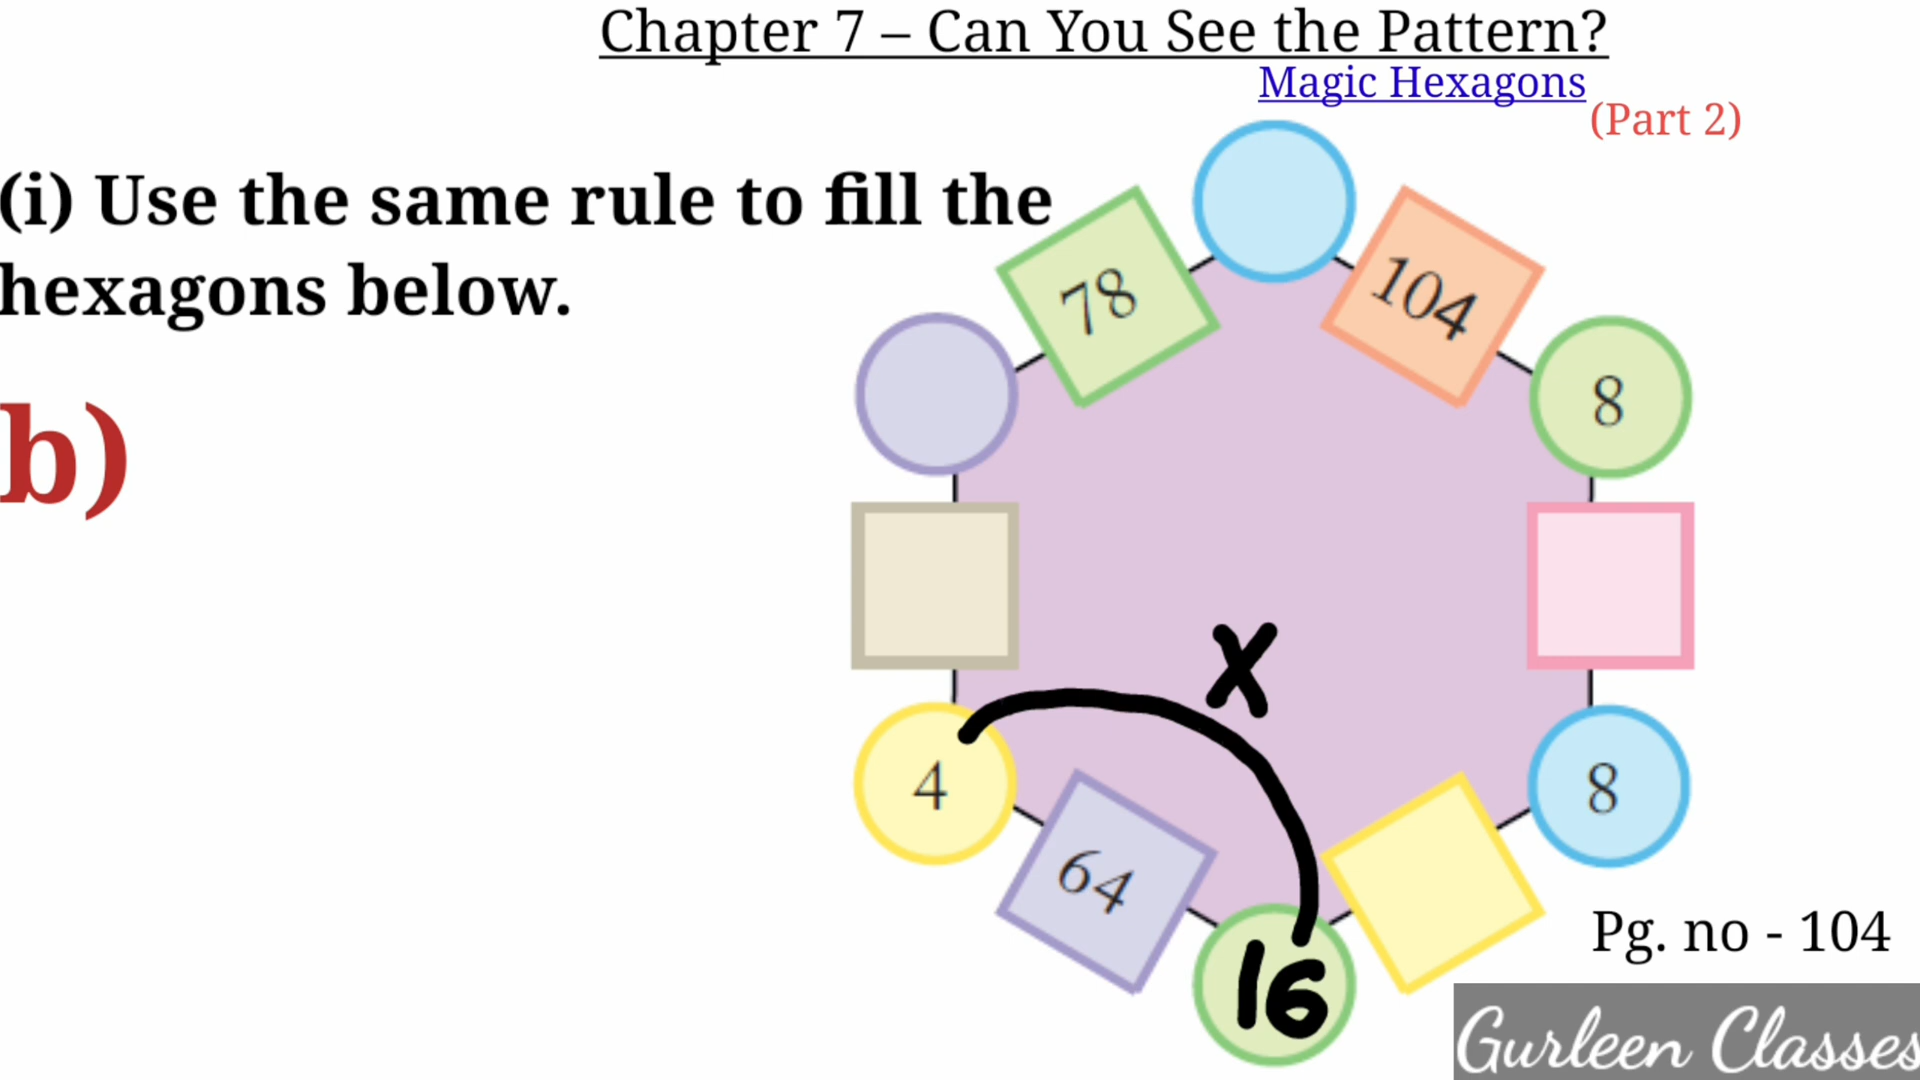 Chapter 7 – Can You See the Pattern?
Magic Hexagons
(Part 2)
(i) Use the same rule to fill the
hexagons below.
b)
78
104
8
X
4
8
64
16
Pg. no - 104
Gurleen Classes